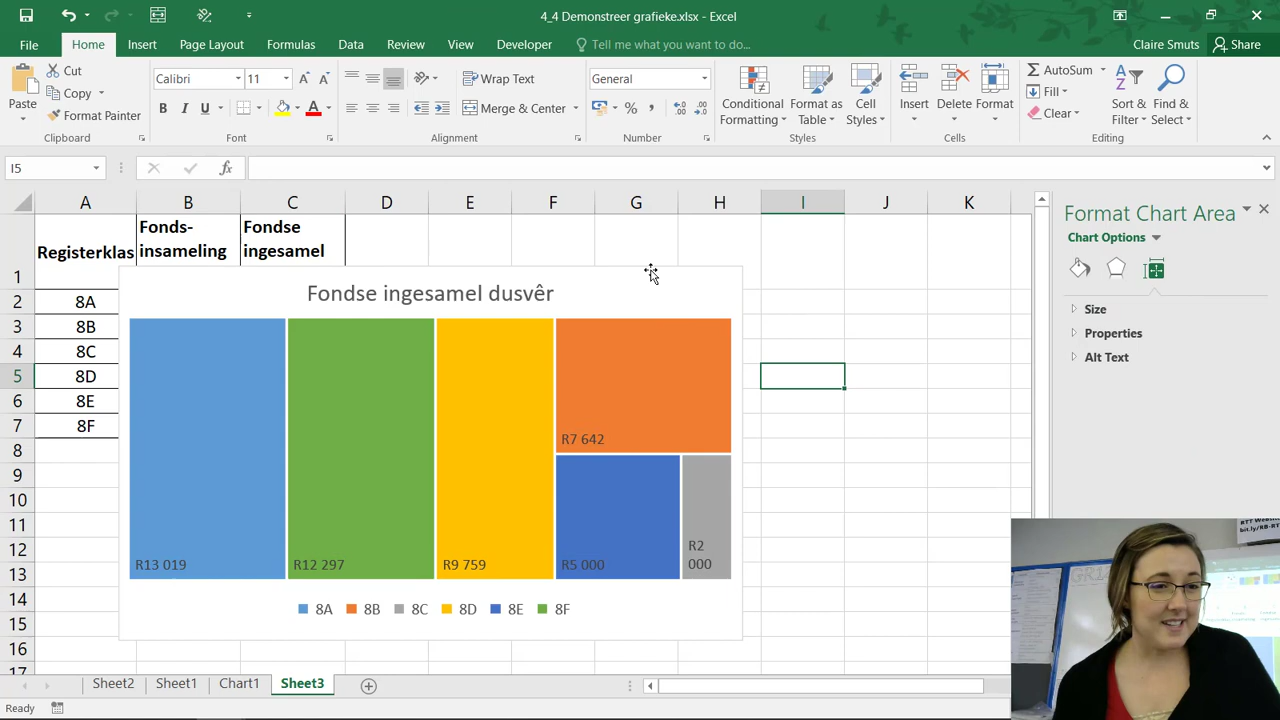 4_4 Demonstreer grafieke.xlsx - Excel
File Home Insert Page Layout Formulas Data Review View Developer Tell me what you want to do... Claire Smuts Share
Paste Cut Copy Format Painter
Clipboard
Calibri 11 A A
B I U A
Font
Wrap Text
Merge & Center
Alignment
General
% , .0 .00
Number
Conditional Formatting Format as Table Cell Styles
Styles
Insert Delete Format
Cells
AutoSum Fill Clear
Sort & Filter Find & Select
Editing
I5 fx
A B C D E F G H I J K
1 Registerklas Fonds-insameling Fondse ingesamel
2 8A
3 8B
4 8C
5 8D
6 8E
7 8F
8
9
10
11
12
13
14
15
16
17
Fondse ingesamel dusvêr
R13 019
R12 297
R9 759
R7 642
R5 000
R2
000
8A 8B 8C 8D 8E 8F
Format Chart Area
Chart Options
Size
Properties
Alt Text
Sheet2 Sheet1 Chart1 Sheet3
Ready